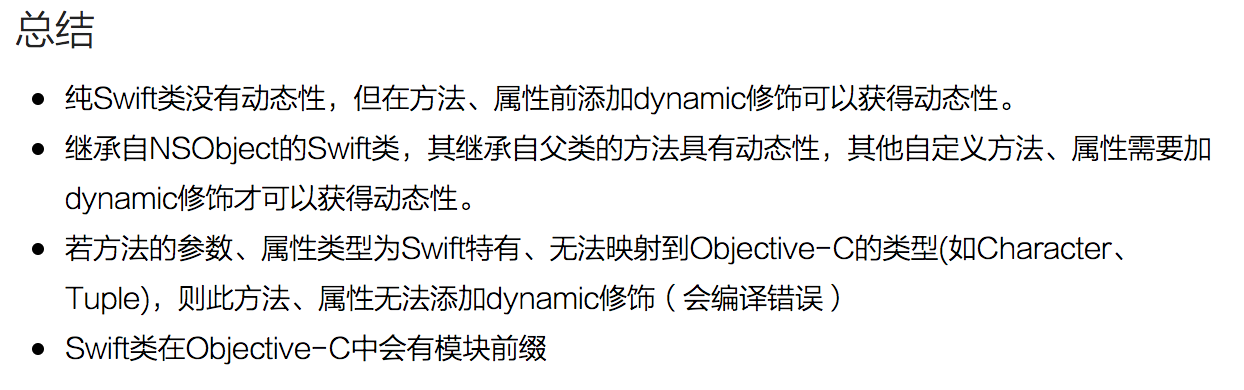 总结
纯Swift类没有动态性，但在方法、属性前添加dynamic修饰可以获得动态性。
继承自NSObject的Swift类，其继承自父类的方法具有动态性，其他自定义方法、属性需要加
dynamic修饰才可以获得动态性。
若方法的参数、属性类型为Swift特有、无法映射到Objective-C的类型(如Character、
Tuple)，则此方法、属性无法添加dynamic修饰（会编译错误）
Swift类在Objective-C中会有模块前缀